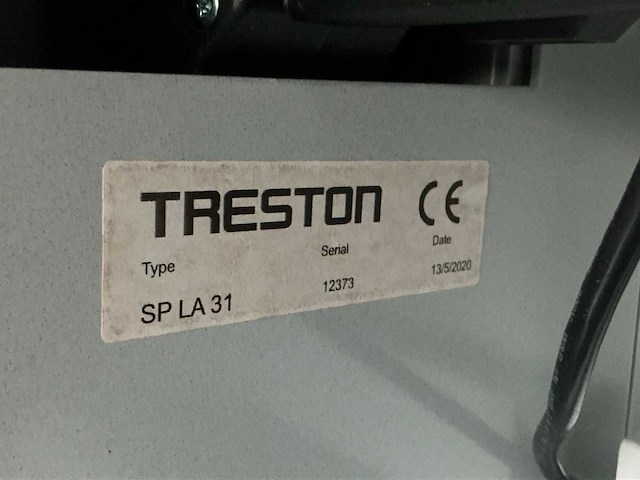 TRESTON CE
Type Serial Date
SP LA 31 12373 13/5/2020